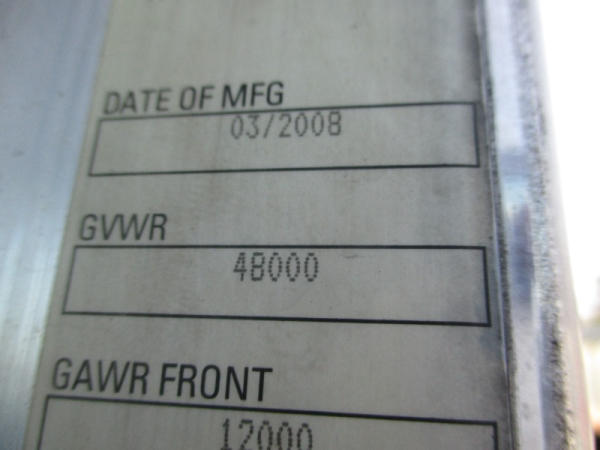 DATE OF MFG
03/2008
GVWR
48000
GAWR FRONT
12000